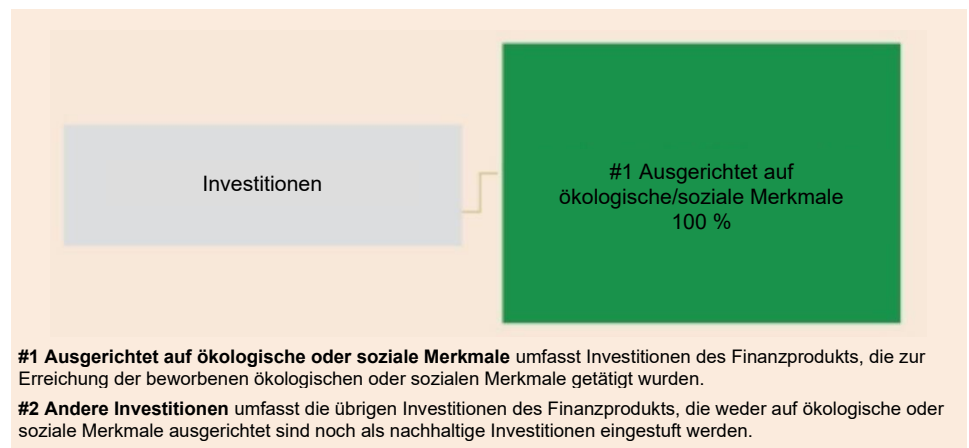 Investitionen
#1 Ausgerichtet auf
ökologische/soziale Merkmale
100 %
#1 Ausgerichtet auf ökologische oder soziale Merkmale umfasst Investitionen des Finanzprodukts, die zur
Erreichung der beworbenen ökologischen oder sozialen Merkmale getätigt wurden.
#2 Andere Investitionen umfasst die übrigen Investitionen des Finanzprodukts, die weder auf ökologische oder
soziale Merkmale ausgerichtet sind noch als nachhaltige Investitionen eingestuft werden.